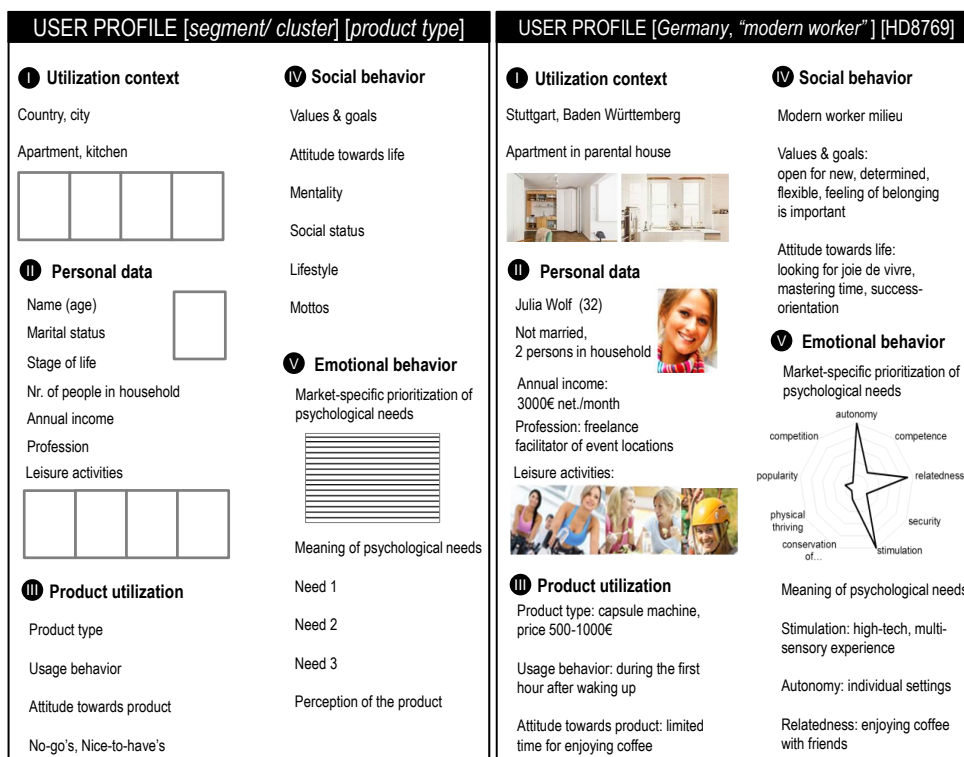 USER PROFILE [segment/ cluster] [product type]
I Utilization context
Country, city
Apartment, kitchen
II Personal data
Name (age)
Marital status
Stage of life
Nr. of people in household
Annual income
Profession
Leisure activities
III Product utilization
Product type
Usage behavior
Attitude towards product
No-go's, Nice-to-have's
IV Social behavior
Values & goals
Attitude towards life
Mentality
Social status
Lifestyle
Mottos
V Emotional behavior
Market-specific prioritization of
psychological needs
Meaning of psychological needs
Need 1
Need 2
Need 3
Perception of the product
USER PROFILE [Germany, “modern worker” ] [HD8769]
I Utilization context
Stuttgart, Baden Württemberg
Apartment in parental house
II Personal data
Julia Wolf (32)
Not married,
2 persons in household
Annual income:
3000€ net./month
Profession: freelance
facilitator of event locations
Leisure activities:
III Product utilization
Product type: capsule machine,
price 500-1000€
Usage behavior: during the first
hour after waking up
Attitude towards product: limited
time for enjoying coffee
IV Social behavior
Modern worker milieu
Values & goals:
open for new, determined,
flexible, feeling of belonging
is important
Attitude towards life:
looking for joie de vivre,
mastering time, success-
orientation
V Emotional behavior
Market-specific prioritization of
psychological needs
autonomy
competition
competence
popularity
relatedness
physical
thriving
security
conservation
of...
stimulation
Meaning of psychological needs
Stimulation: high-tech, multi-
sensory experience
Autonomy: individual settings
Relatedness: enjoying coffee
with friends